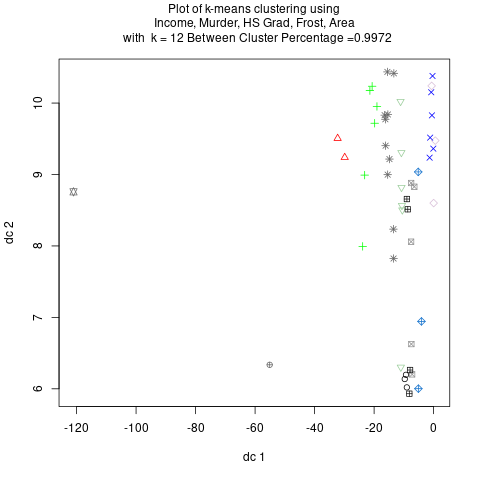 Plot of k-means clustering using
Income, Murder, HS Grad, Frost, Area
with k = 12 Between Cluster Percentage =0.9972
10
9
8
7
6
dc 2
-120
-100
-80
-60
-40
-20
0
dc 1